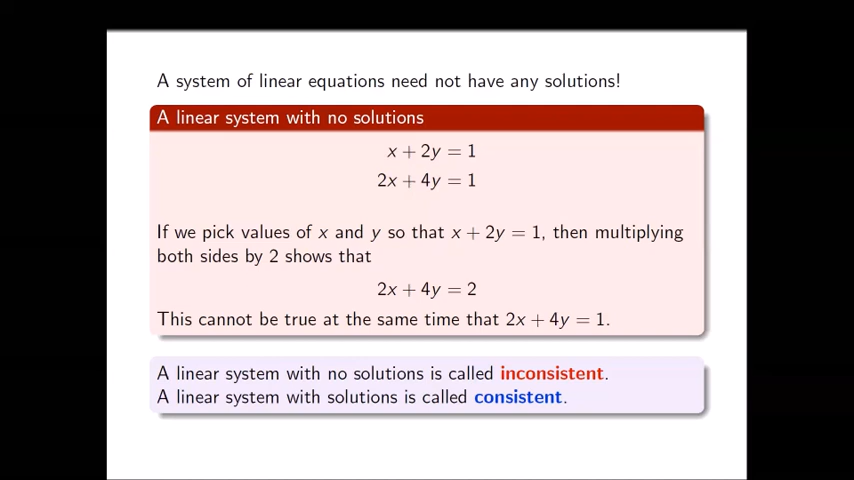 A system of linear equations need not have any solutions!
A linear system with no solutions
x + 2y = 1
2x + 4y = 1
If we pick values of x and y so that x + 2y = 1, then multiplying
both sides by 2 shows that
2x + 4y = 2
This cannot be true at the same time that 2x + 4y = 1.
A linear system with no solutions is called inconsistent.
A linear system with solutions is called consistent.